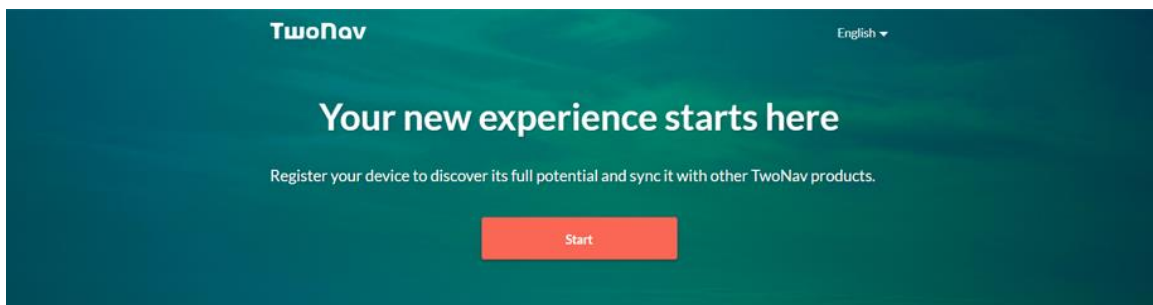 TwoNav
English
Your new experience starts here
Register your device to discover its full potential and sync it with other TwoNav products.
Start